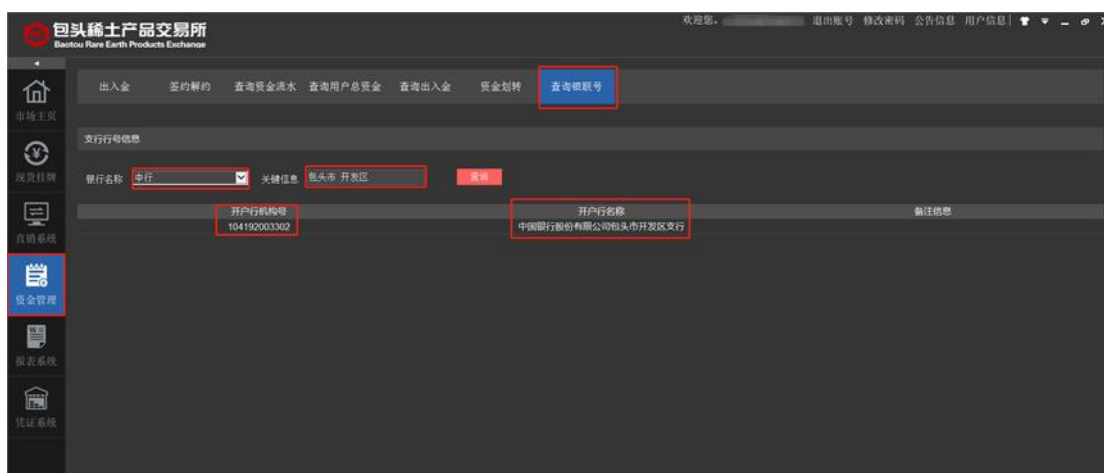 包头稀土产品交易所
Baotou Rare Earth Products Exchange
欢迎您， 退出账号 修改密码 公告信息 用户信息
出入金 签约解约 查询资金流水 查询用户总资金 查询出入金 资金划转 查询银联号
市场主页
现货挂牌
直销系统
资金管理
报表系统
凭证系统
支行行号信息
银行名称 中行 关键信息 包头市 开发区 查询
开户行机构号 开户行名称 备注信息
104192003302 中国银行股份有限公司包头市开发区支行